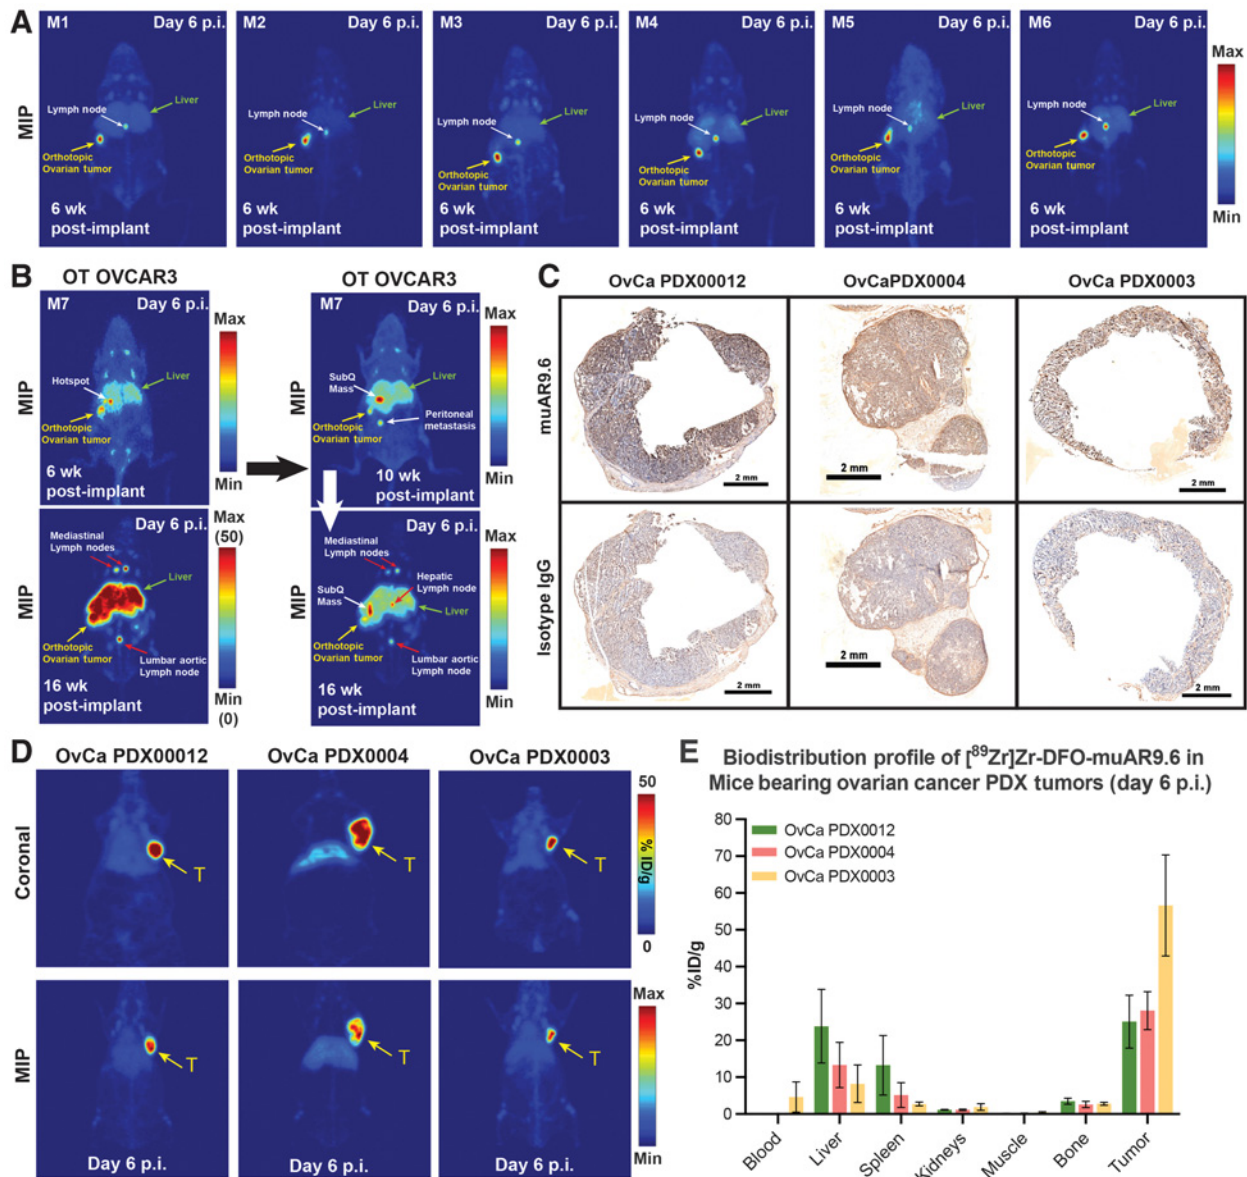 A
M1 Day 6 p.i.
Lymph node
Liver
Orthotopic
Ovarian tumor
6 wk
post-implant
M2 Day 6 p.i.
Lymph node
Liver
Orthotopic
Ovarian tumor
6 wk
post-implant
M3 Day 6 p.i.
Lymph node
Liver
Orthotopic
Ovarian tumor
6 wk
post-implant
M4 Day 6 p.i.
Lymph node
Liver
Orthotopic
Ovarian tumor
6 wk
post-implant
M5 Day 6 p.i.
Lymph node
Liver
Orthotopic
Ovarian tumor
6 wk
post-implant
M6 Day 6 p.i.
Lymph node
Liver
Orthotopic
Ovarian tumor
6 wk
post-implant
MIP
Max
Min
B
OT OVCAR3
M7 Day 6 p.i.
Hotspot
Liver
Orthotopic
Ovarian tumor
6 wk
post-implant
MIP
Max
Min
OT OVCAR3
M7 Day 6 p.i.
SubQ
Mass
Liver
Orthotopic
Ovarian tumor
Peritoneal
metastasis
10 wk
post-implant
MIP
Max
Min
Day 6 p.i.
Mediastinal
Lymph nodes
Liver
Orthotopic
Ovarian tumor
Lumbar aortic
Lymph node
16 wk
post-implant
MIP
Max
(50)
Min
(0)
Day 6 p.i.
Mediastinal
Lymph nodes
SubQ
Mass
Hepatic
Lymph node
Liver
Orthotopic
Ovarian tumor
Lumbar aortic
Lymph node
16 wk
post-implant
MIP
Max
Min
C
OvCa PDX00012
OvCaPDX0004
OvCa PDX0003
muAR9.6
2 mm
2 mm
2 mm
Isotype IgG
2 mm
2 mm
2 mm
D
OvCa PDX00012
OvCa PDX0004
OvCa PDX0003
Coronal
T
T
T
50
% ID/g
0
MIP
T
T
T
Day 6 p.i.
Day 6 p.i.
Day 6 p.i.
Max
Min
E
Biodistribution profile of [⁸⁹Zr]Zr-DFO-muAR9.6 in
Mice bearing ovarian cancer PDX tumors (day 6 p.i.)
OvCa PDX0012
OvCa PDX0004
OvCa PDX0003
%ID/g
80
70
60
50
40
30
20
10
0
Blood
Liver
Spleen
Kidneys
Muscle
Bone
Tumor